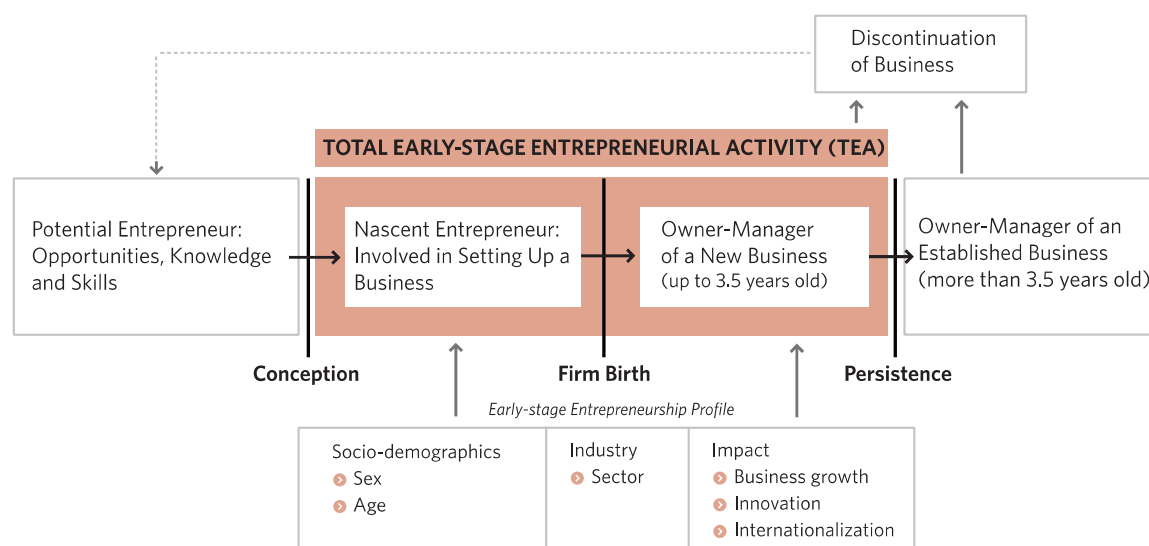 Discontinuation
of Business
TOTAL EARLY-STAGE ENTREPRENEURIAL ACTIVITY (TEA)
Potential Entrepreneur:
Opportunities, Knowledge
and Skills
Nascent Entrepreneur:
Involved in Setting Up a
Business
Owner-Manager
of a New Business
(up to 3.5 years old)
Owner-Manager of an
Established Business
(more than 3.5 years old)
Conception
Firm Birth
Persistence
Early-stage Entrepreneurship Profile
Socio-demographics
Sex
Age
Industry
Sector
Impact
Business growth
Innovation
Internationalization